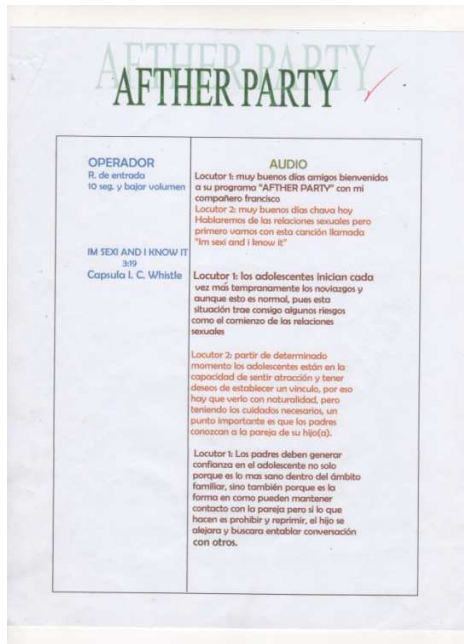 AFTHER PARTY
OPERADOR
R. de entrada
10 seg. y bajar volumen
IM SEXI AND I KNOW IT
3:19
Capsula I. C. Whistle
AUDIO
Locutor 1: muy buenos días amigos bienvenidos
a su programa "AFTHER PARTY" con mi
compañero francisco
Locutor 2: muy buenos días chava hoy
Hablaremos de las relaciones sexuales pero
primero vamos con esta canción llamada
"Im sexi and i know it"
Locutor 1: los adolescentes inician cada
vez más tempranamente los noviazgos y
aunque esto es normal, pues esta
situación trae consigo algunos riesgos
como el comienzo de las relaciones
sexuales
Locutor 2: partir de determinado
momento los adolescentes están en la
capacidad de sentir atracción y tener
deseos de establecer un vinculo, por eso
hay que verlo con naturalidad, pero
teniendo los cuidados necesarios, un
punto importante es que los padres
conozcan a la pareja de su hijo(a).
Locutor 1: Los padres deben generar
confianza en el adolescente no solo
porque es lo mas sano dentro del ámbito
familiar, sino también porque es la
forma en como pueden mantener
contacto con la pareja pero si lo que
hacen es prohibir y reprimir, el hijo se
alejara y buscara entablar conversación
con otros.